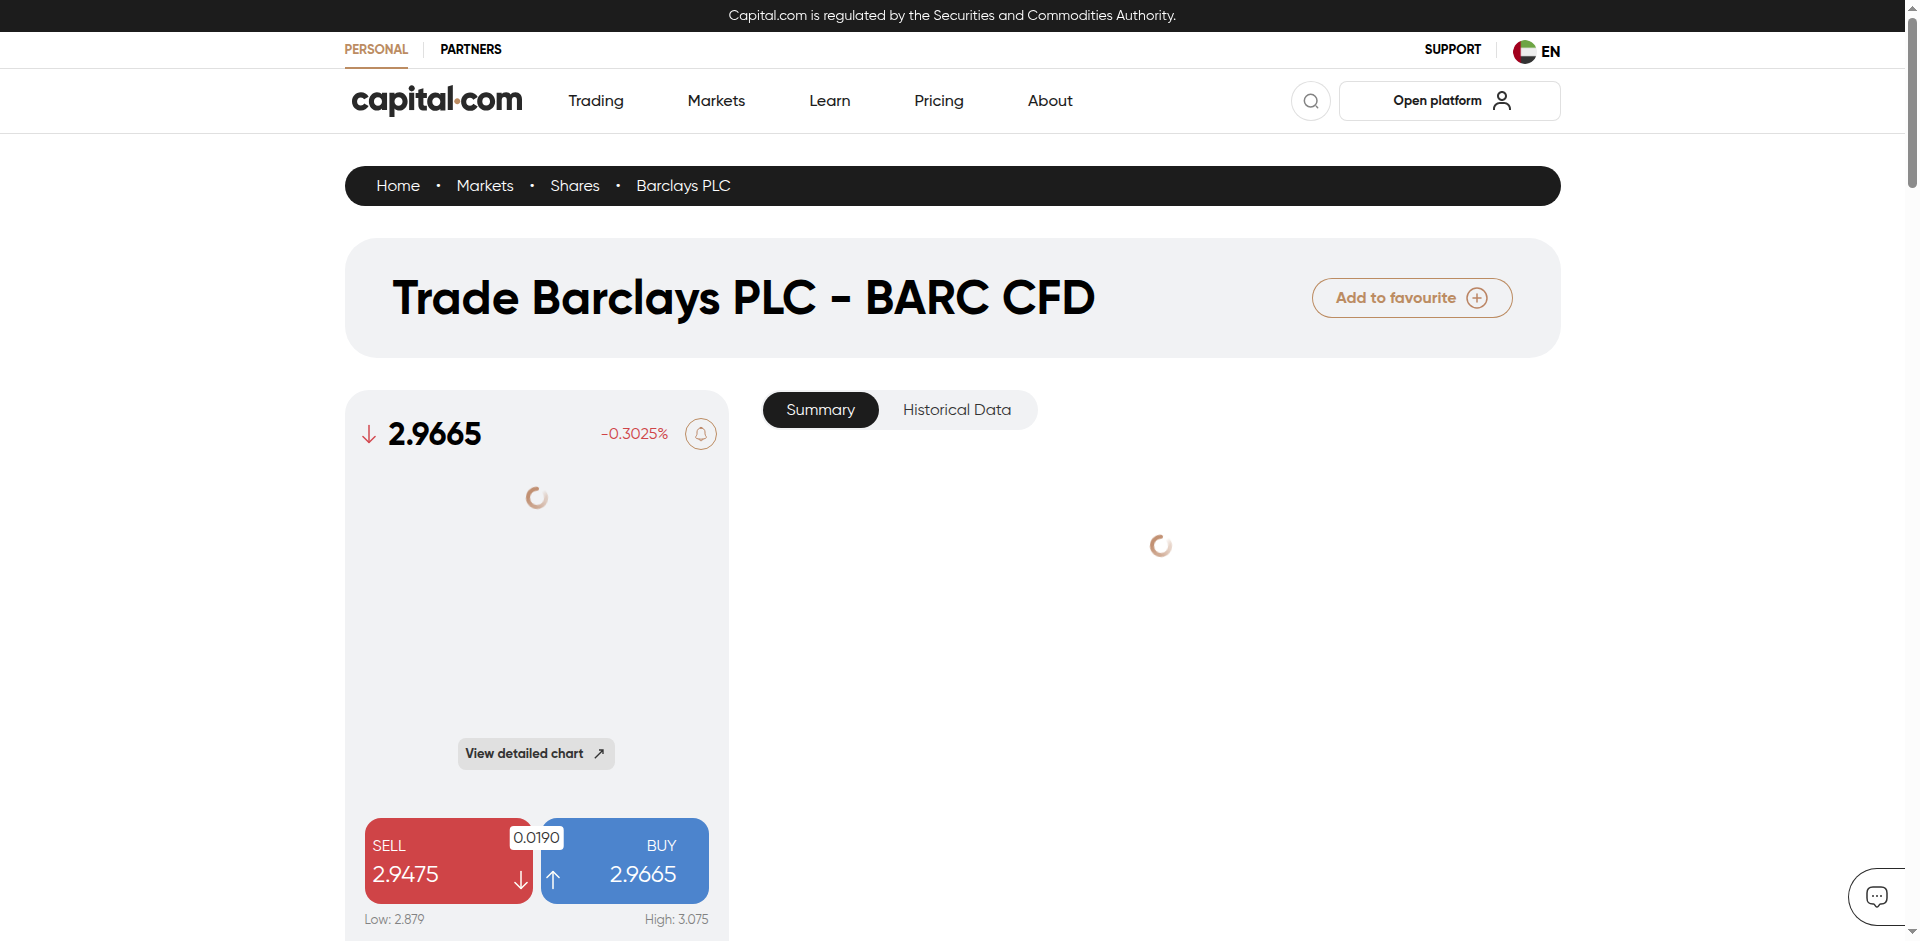 Capital.com is regulated by the Securities and Commodities Authority.
PERSONAL PARTNERS SUPPORT EN
capital.com Trading Markets Learn Pricing About Open platform
Home • Markets • Shares • Barclays PLC
Trade Barclays PLC - BARC CFD Add to favourite
2.9665 -0.3025% Summary Historical Data
View detailed chart
0.0190
SELL BUY
2.9475 2.9665
Low: 2.879 High: 3.075